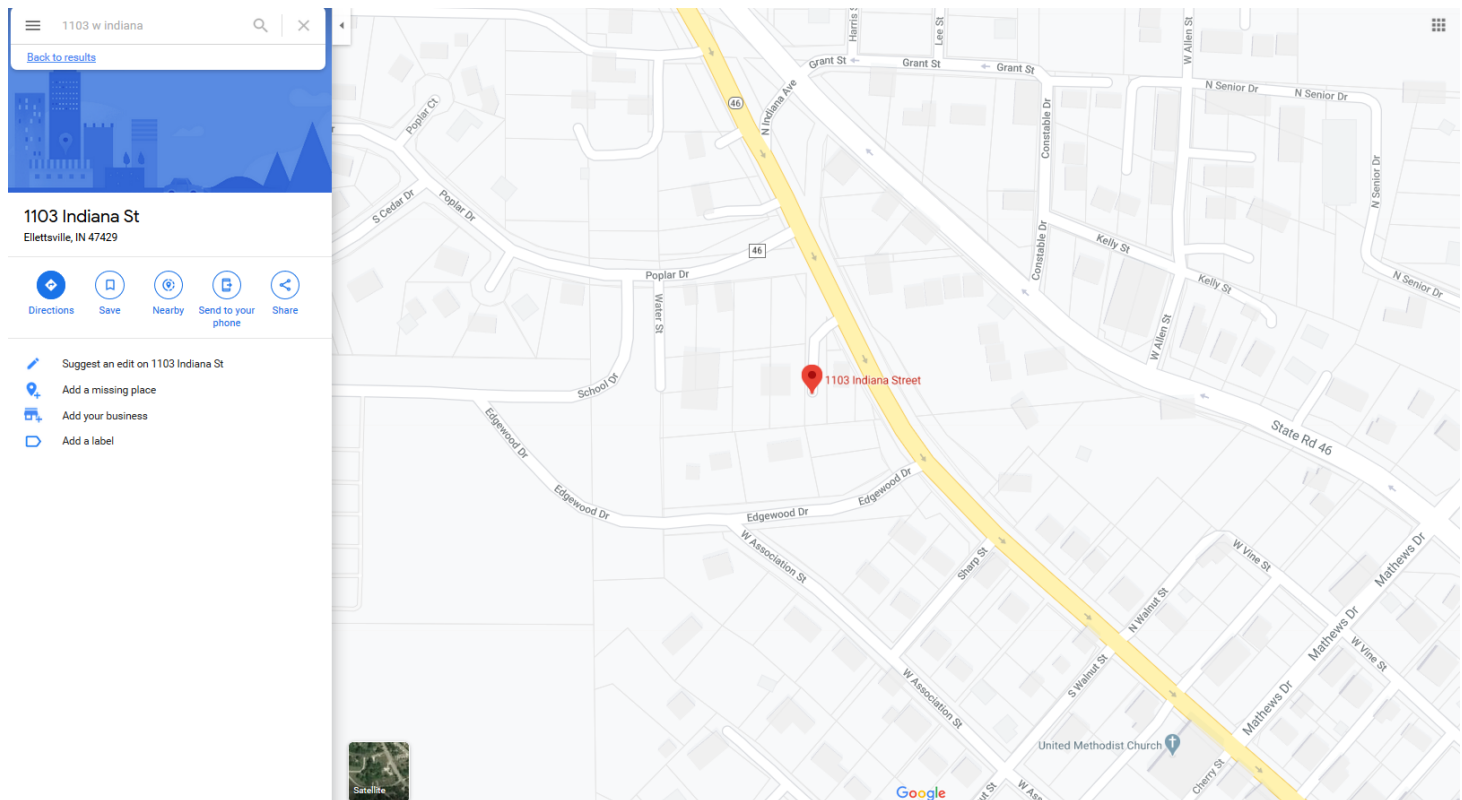 1103 w indiana
Back to results
1103 Indiana St
Ellettsville, IN 47429
Directions
Save
Nearby
Send to your
phone
Share
Suggest an edit on 1103 Indiana St
Add a missing place
Add your business
Add a label
Harris S
Lee St
W Allen St
Grant St
Grant St
Grant St
N Senior Dr
N Senior Dr
46
N Indiana Ave
Poplar Ct
Constable Dr
N Senior Dr
S Cedar Dr
Poplar Dr
46
Kelly St
Constable Dr
Poplar Dr
Kelly St
N Senior Dr
Water St
W Allen St
1103 Indiana Street
School Dr
Edgewood Dr
State Rd 46
Edgewood Dr
Edgewood Dr
Edgewood Dr
W Association St
Sharp St
W Vine St
Mathews Dr
N Walnut St
Mathews Dr
W Vine St
S Walnut St
W Association St
Mathews Dr
United Methodist Church
Cherry St
Satellite
Google
ut St
W Ass